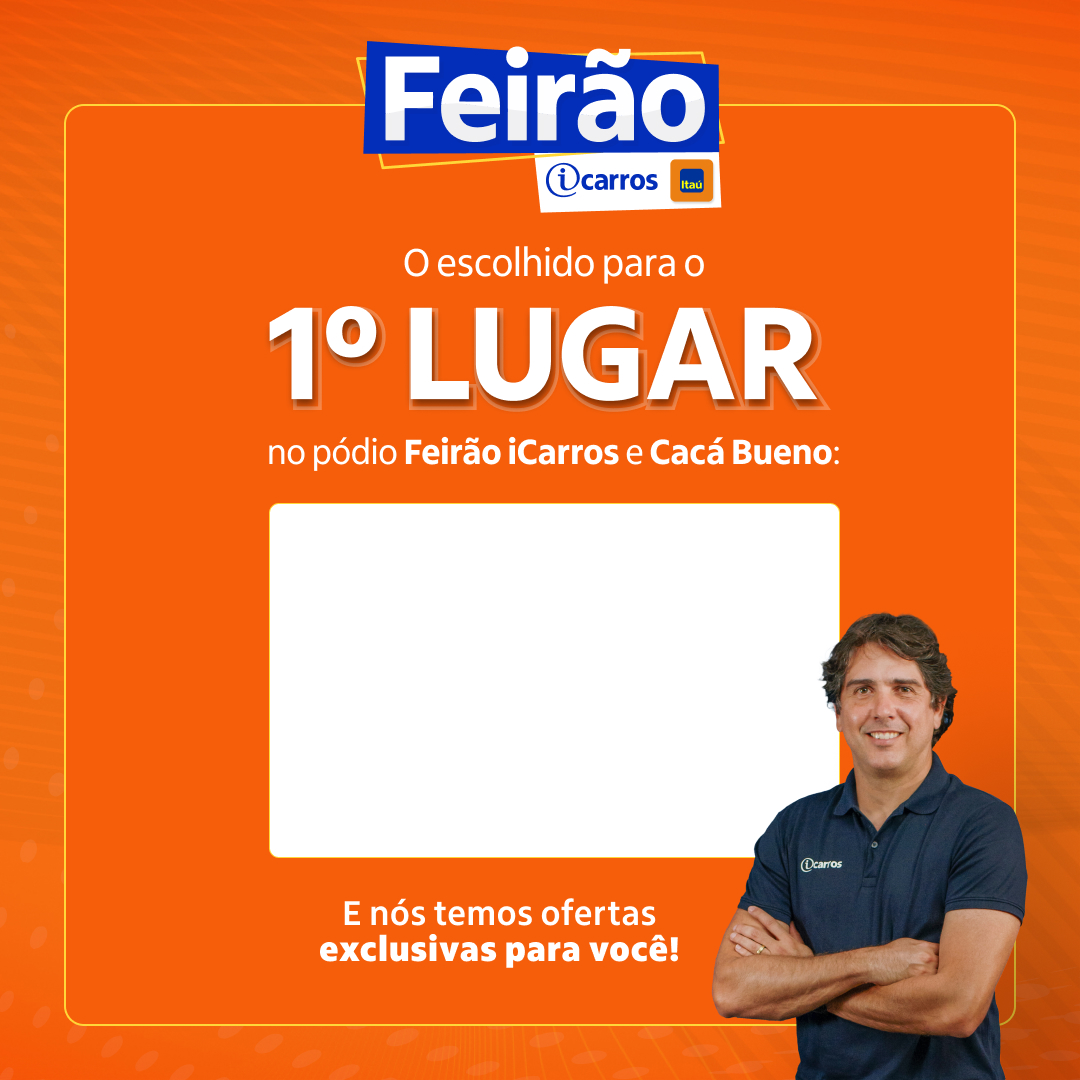 Feirão
icarros Itaú
O escolhido para o
1º LUGAR
no pódio Feirão iCarros e Cacá Bueno:
icarros
E nós temos ofertas
exclusivas para você!